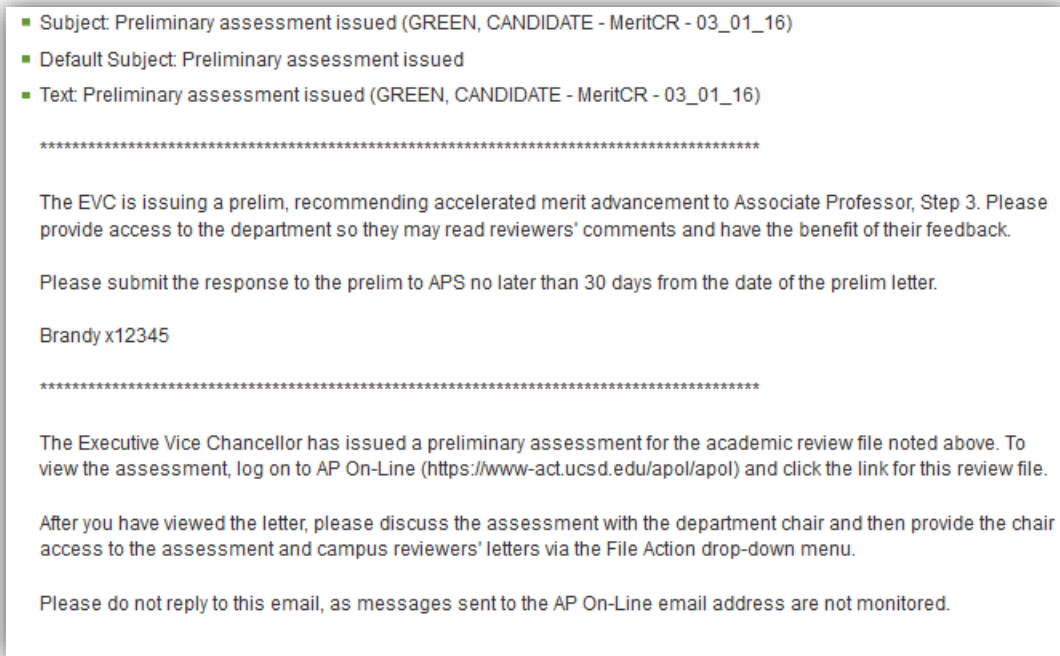 ▪ Subject: Preliminary assessment issued (GREEN, CANDIDATE - MeritCR - 03_01_16)
▪ Default Subject: Preliminary assessment issued
▪ Text: Preliminary assessment issued (GREEN, CANDIDATE - MeritCR - 03_01_16)
******************************************************************************************
The EVC is issuing a prelim, recommending accelerated merit advancement to Associate Professor, Step 3. Please
provide access to the department so they may read reviewers' comments and have the benefit of their feedback.
Please submit the response to the prelim to APS no later than 30 days from the date of the prelim letter.
Brandy x12345
******************************************************************************************
The Executive Vice Chancellor has issued a preliminary assessment for the academic review file noted above. To
view the assessment, log on to AP On-Line (https://www-act.ucsd.edu/apol/apol) and click the link for this review file.
After you have viewed the letter, please discuss the assessment with the department chair and then provide the chair
access to the assessment and campus reviewers' letters via the File Action drop-down menu.
Please do not reply to this email, as messages sent to the AP On-Line email address are not monitored.